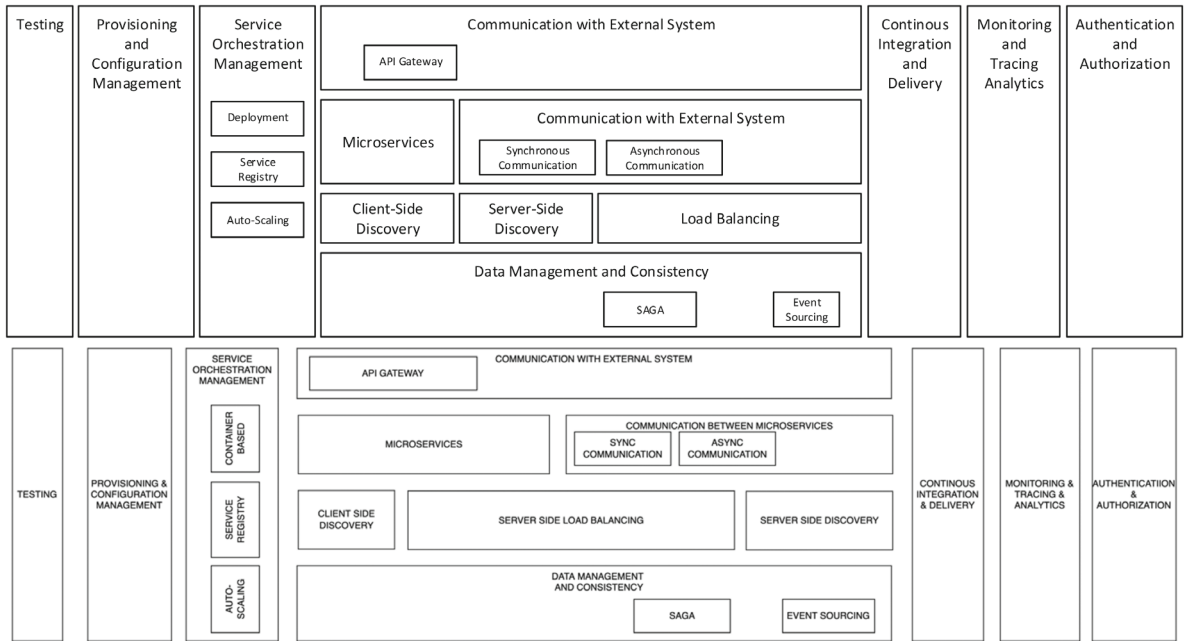 Testing
Provisioning
and
Configuration
Management
Service
Orchestration
Management
Deployment
Service
Registry
Auto-Scaling
Communication with External System
API Gateway
Microservices
Communication with External System
Synchronous
Communication
Asynchronous
Communication
Client-Side
Discovery
Server-Side
Discovery
Load Balancing
Data Management and Consistency
SAGA
Event
Sourcing
Continous
Integration
and
Delivery
Monitoring
and
Tracing
Analytics
Authentication
and
Authorization
TESTING
PROVISIONING &
CONFIGURATION
MANAGEMENT
SERVICE
ORCHESTRATION
MANAGEMENT
CONTAINER
BASED
SERVICE
REGISTRY
AUTO-
SCALING
COMMUNICATION WITH EXTERNAL SYSTEM
API GATEWAY
MICROSERVICES
COMMUNICATION BETWEEN MICROSERVICES
SYNC
COMMUNICATION
ASYNC
COMMUNICATION
CLIENT SIDE
DISCOVERY
SERVER SIDE LOAD BALANCING
SERVER SIDE DISCOVERY
DATA MANAGEMENT
AND CONSISTENCY
SAGA
EVENT SOURCING
CONTINOUS
INTEGRATION
& DELIVERY
MONITORING &
TRACING &
ANALYTICS
AUTHENTICATIION
&
AUTHORIZATION